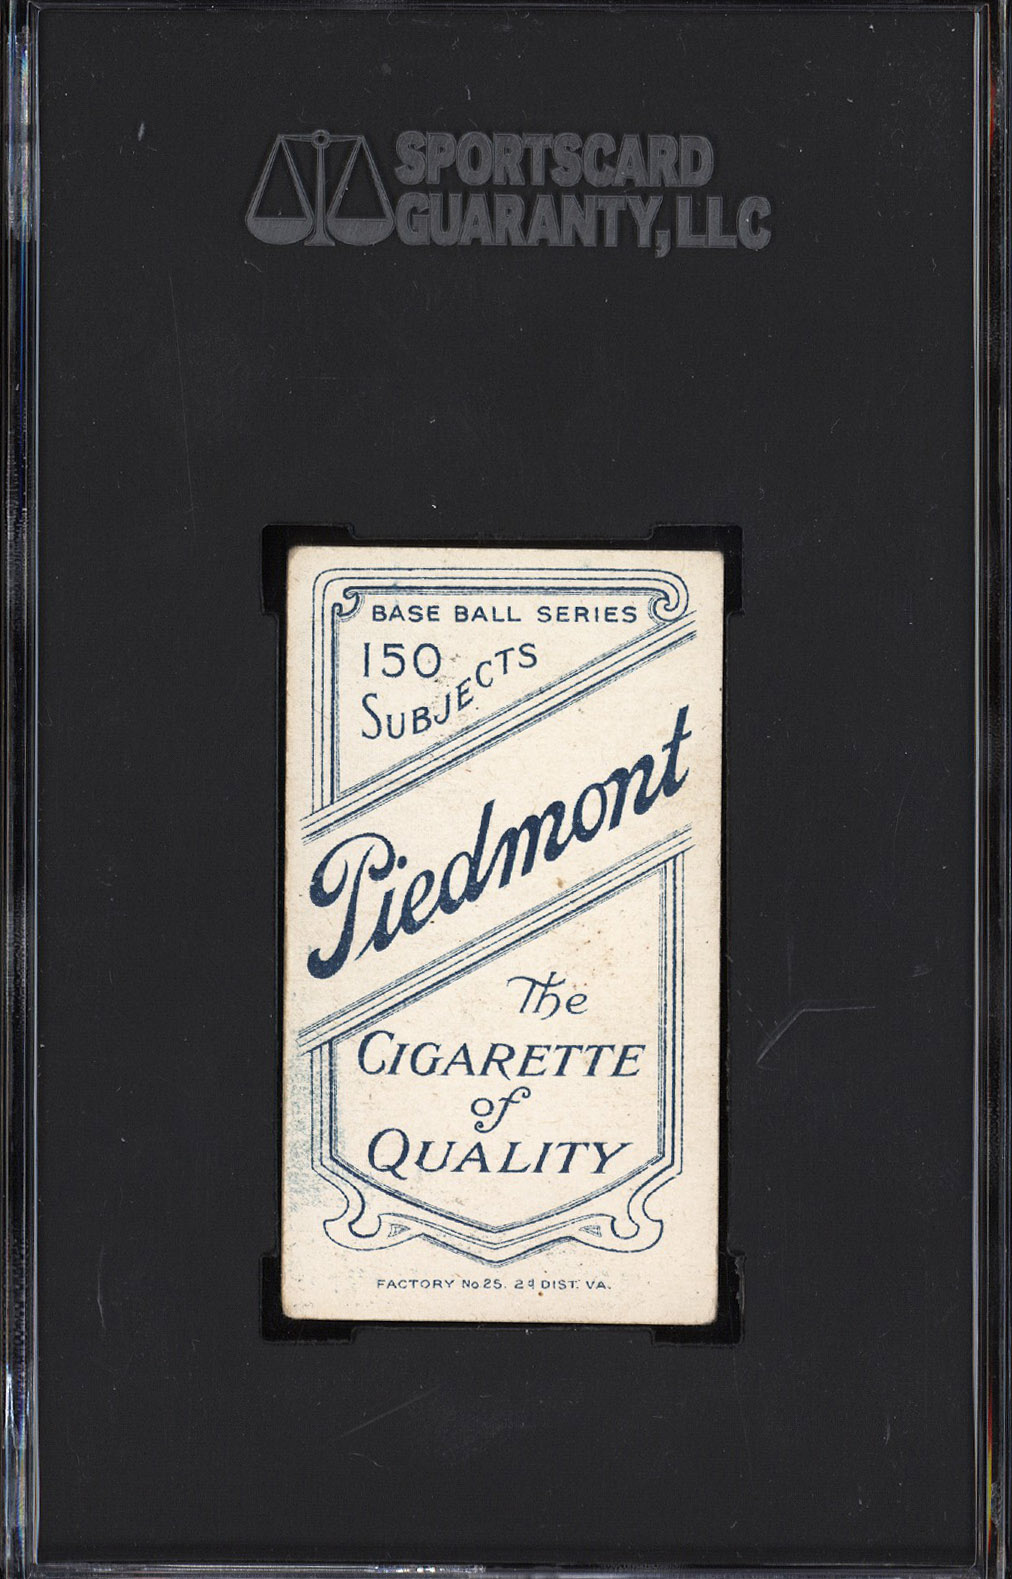 SPORTSCARD
GUARANTY, LLC
BASE BALL SERIES
150
SUBJECTS
Piedmont
The
CIGARETTE
of
QUALITY
FACTORY No 25. 2d DIST. VA.